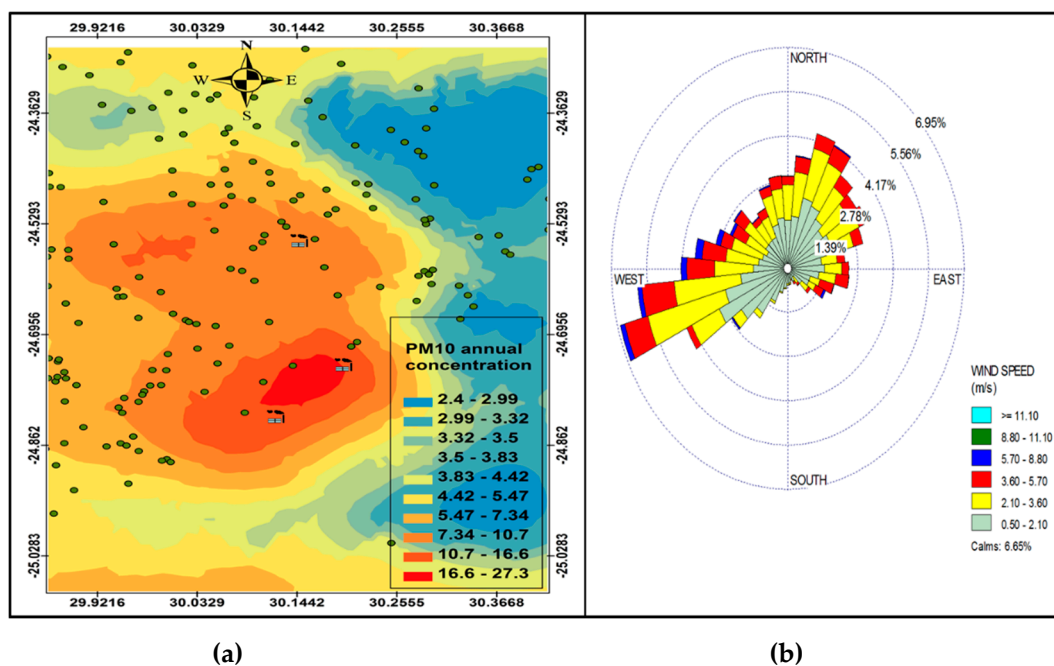 29.9216 30.0329 30.1442 30.2555 30.3668
N
W E
S
-24.3629 -24.3629
-24.5293 -24.5293
-24.6956 -24.6956
-24.862 -24.862
-25.0283 -25.0283
PM10 annual
concentration
2.4 - 2.99
2.99 - 3.32
3.32 - 3.5
3.5 - 3.83
3.83 - 4.42
4.42 - 5.47
5.47 - 7.34
7.34 - 10.7
10.7 - 16.6
16.6 - 27.3
29.9216 30.0329 30.1442 30.2555 30.3668
NORTH
6.95%
5.56%
4.17%
2.78%
1.39%
WEST EAST
SOUTH
WIND SPEED
(m/s)
>= 11.10
8.80 - 11.10
5.70 - 8.80
3.60 - 5.70
2.10 - 3.60
0.50 - 2.10
Calms: 6.65%
(a) (b)